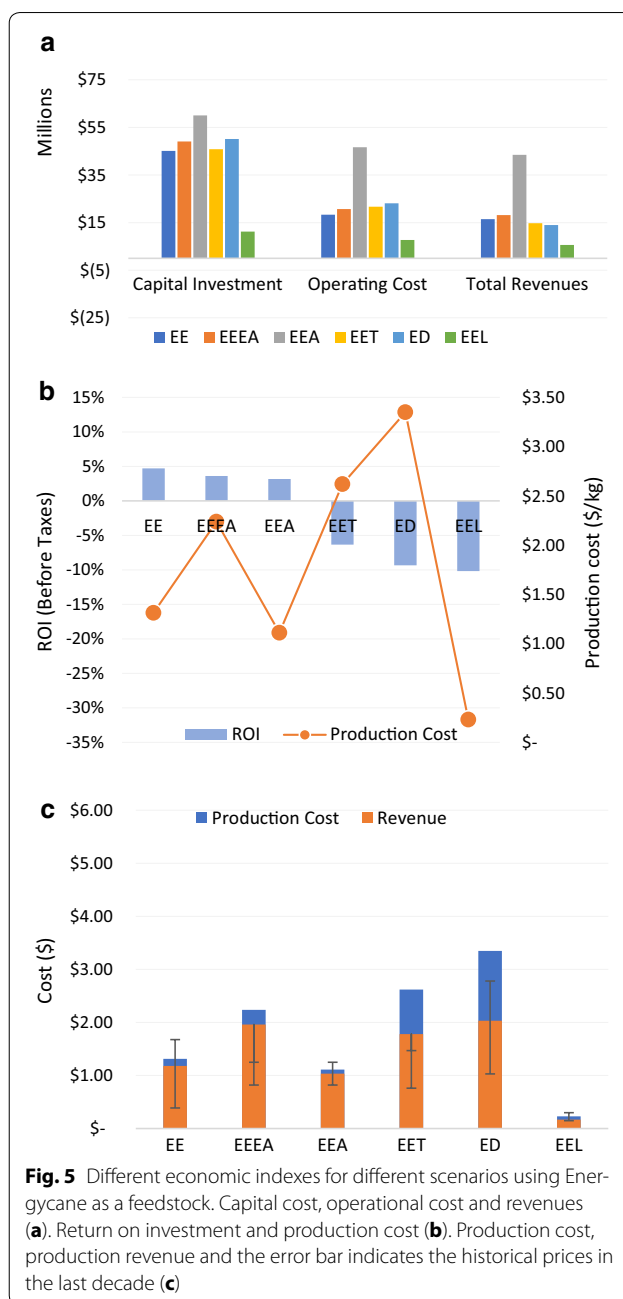 a
Millions
$75
$55
$35
$15
$(5)
$(25)
Capital Investment
Operating Cost
Total Revenues
EE EEEA EEA EET ED EEL
b
ROI (Before Taxes)
15%
10%
5%
0%
-5%
-10%
-15%
-20%
-25%
-30%
-35%
EE EEEA EEA EET ED EEL
$3.50
$3.00
$2.50
$2.00
$1.50
$1.00
$0.50
$-
Production cost ($/kg)
ROI Production Cost
c
Production Cost Revenue
Cost ($)
$6.00
$5.00
$4.00
$3.00
$2.00
$1.00
$-
EE EEEA EEA EET ED EEL
Fig. 5 Different economic indexes for different scenarios using Ener-
gycane as a feedstock. Capital cost, operational cost and revenues
(a). Return on investment and production cost (b). Production cost,
production revenue and the error bar indicates the historical prices in
the last decade (c)